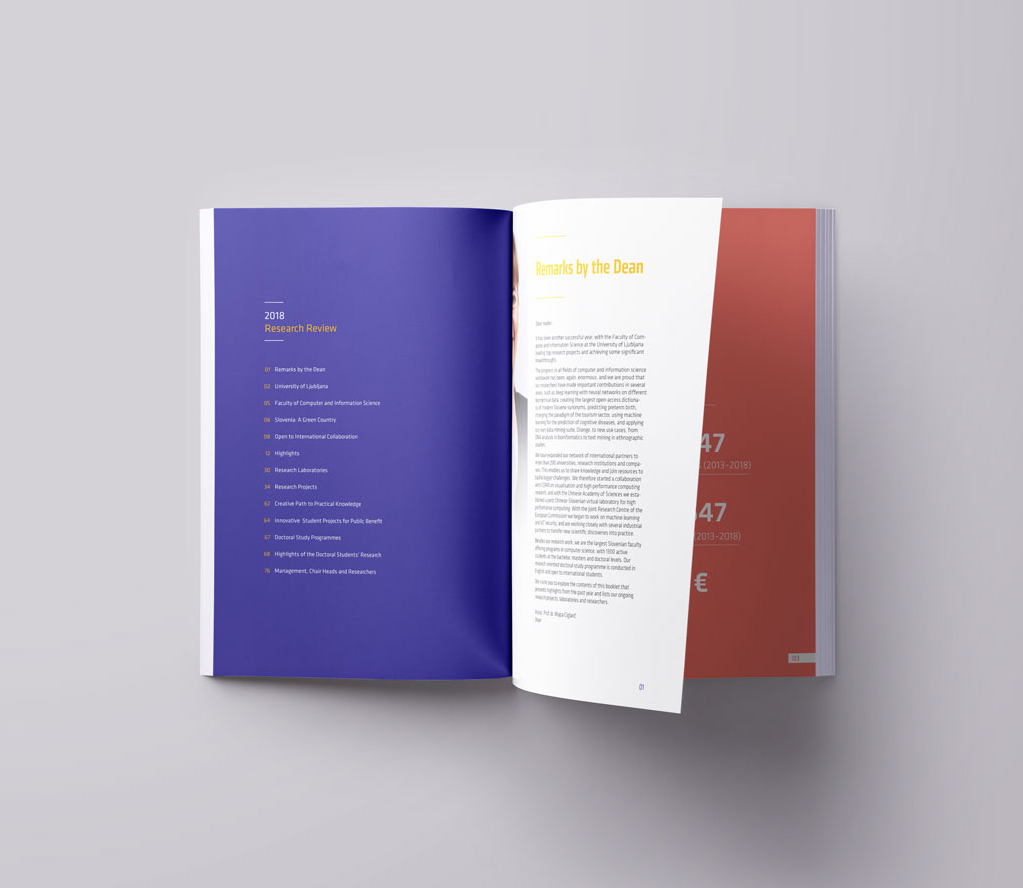 2018
Research Review
01 Remarks by the Dean
02 University of Ljubljana
05 Faculty of Computer and Information Science
06 Slovenia: A Green Country
08 Open to International Collaboration
12 Highlights
30 Research Laboratories
34 Research Projects
62 Creative Path to Practical Knowledge
64 Innovative Student Projects for Public Benefit
67 Doctoral Study Programmes
68 Highlights of the Doctoral Students' Research
76 Management, Chair Heads and Researchers
Remarks by the Dean
Dear reader,
It has been another successful year, with the Faculty of Com-
puter and Information Science at the University of Ljubljana
leading top research projects and achieving some significant
breakthroughs.
The progress in all fields of computer and information science
worldwide has been, again, enormous, and we are proud that
our researchers have made important contributions in several
areas, such as deep learning with neural networks on different
numerical data, creating the largest open-access dictiona-
ry of modern Slovene synonyms, predicting preterm birth,
changing the paradigm of the tourism sector, using machine
learning for the prediction of cognitive diseases, and applying
our own data mining suite, Orange, to new use cases, from
DNA analysis in bioinformatics to text mining in ethnographic
studies.
We have expanded our network of international partners to
more than 200 universities, research institutions and compa-
nies. This enables us to share knowledge and join resources to
tackle bigger challenges. We therefore started a collaboration
with CERN on visualisation and high performance computing
research, and with the Chinese Academy of Sciences we esta-
blished a joint Chinese-Slovenian virtual laboratory for high
performance computing. With the Joint Research Centre of the
European Commission we began to work on machine learning
and IoT security, and are working closely with several industrial
partners to transfer new scientific discoveries into practice.
Besides our research work, we are the largest Slovenian faculty
offering programs in computer science, with 1300 active
students at the bachelor, masters and doctoral levels. Our
research oriented doctoral study programme is conducted in
English and open to international students.
We invite you to explore the contents of this booklet that
presents highlights from the past year and lists our ongoing
research projects, laboratories and researchers.
Assoc. Prof. Dr. Mojca Ciglarič
Dean
01
47
(2013-2018)
47
(2013-2018)
€